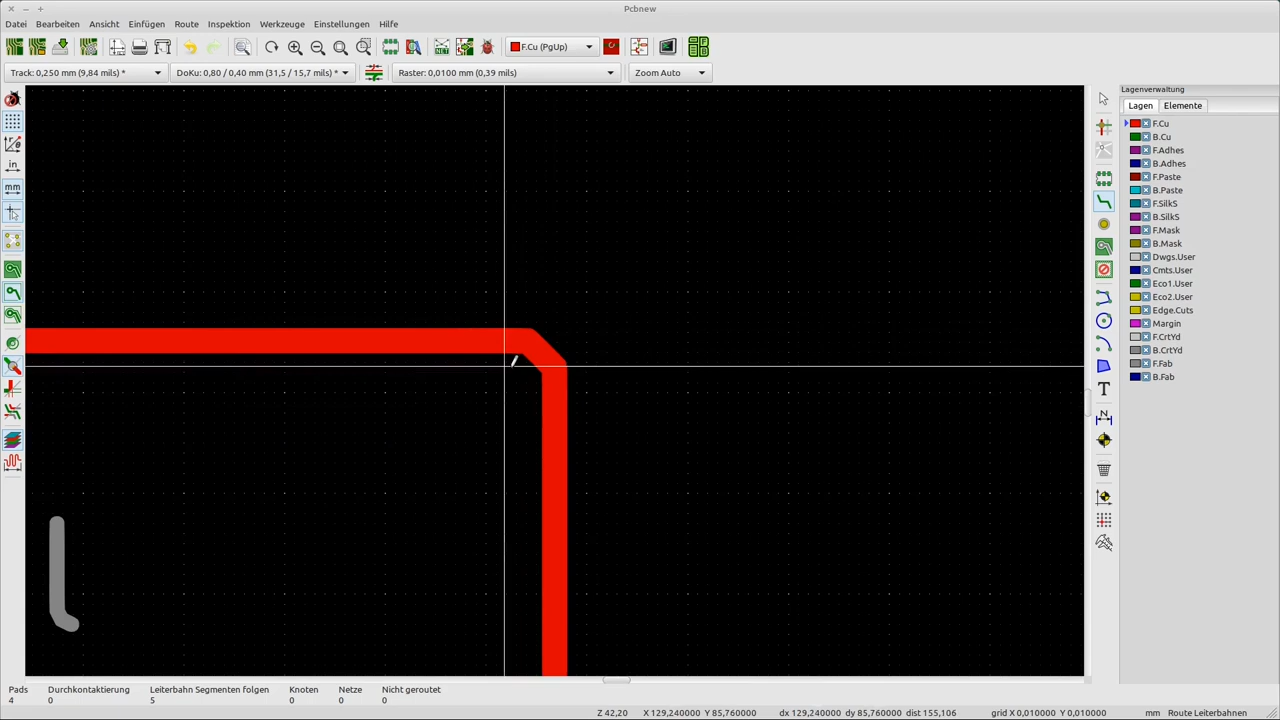 Pcbnew
Datei Bearbeiten Ansicht Einfügen Route Inspektion Werkzeuge Einstellungen Hilfe
NET F.Cu (PgUp)
Track: 0,250 mm (9,84 mils) * DoKu: 0,80 / 0,40 mm (31,5 / 15,7 mils) * Raster: 0,0100 mm (0,39 mils) Zoom Auto
in
mm
T
N
Lagenverwaltung
Lagen Elemente
F.Cu
B.Cu
F.Adhes
B.Adhes
F.Paste
B.Paste
F.SilkS
B.SilkS
F.Mask
B.Mask
Dwgs.User
Cmts.User
Eco1.User
Eco2.User
Edge.Cuts
Margin
F.CrtYd
B.CrtYd
F.Fab
B.Fab
Pads Durchkontaktierung Leiterbahn Segmenten folgen Knoten Netze Nicht geroutet
4 0 5 0 0 0
Z 42,20 X 129,240000 Y 85,760000 dx 129,240000 dy 85,760000 dist 155,106 grid X 0,010000 Y 0,010000 mm Route Leiterbahnen